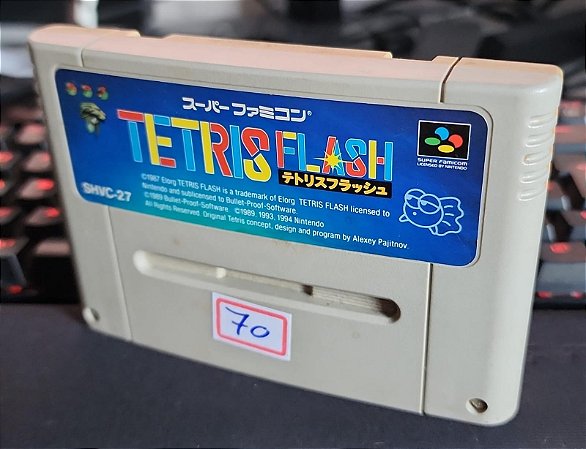 スーパーファミコン®
TETRIS FLASH
テトリスフラッシュ
SUPER FAMICOM
LICENSED BY NINTENDO
©1987 Elorg TETRIS FLASH is a trademark of Elorg TETRIS FLASH licensed to
Nintendo and sublicensed to Bullet-Proof-Software.
©1989 Bullet-Proof-Software. ©1989, 1993, 1994 Nintendo
All Rights Reserved. Original Tetris concept, design and program by Alexey Pajitnov.
SHVC-27
70